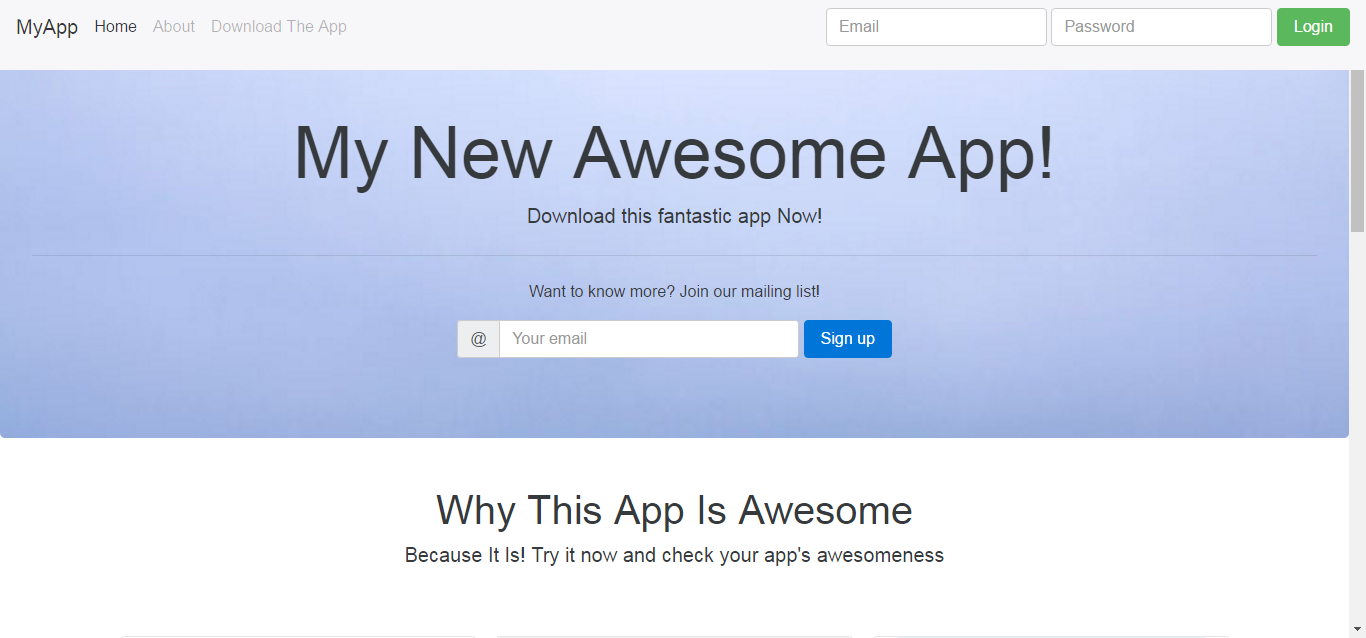 MyApp Home About Download The App Email Password Login
My New Awesome App!
Download this fantastic app Now!
Want to know more? Join our mailing list!
@ Your email Sign up
Why This App Is Awesome
Because It Is! Try it now and check your app's awesomeness